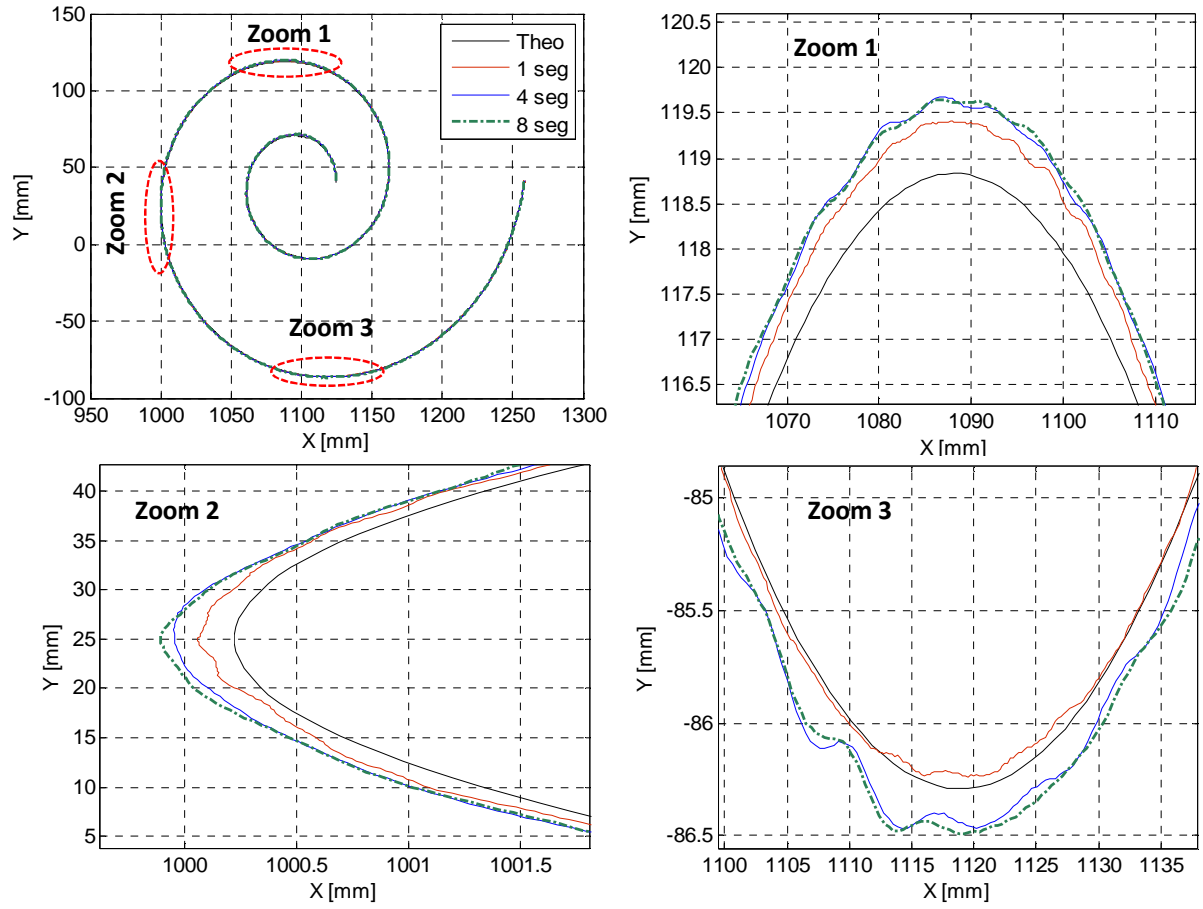 Zoom 1
Theo
1 seg
4 seg
8 seg
Zoom 2
Zoom 3
150
100
50
0
-50
-100
Y [mm]
950 1000 1050 1100 1150 1200 1250 1300
X [mm]
Zoom 1
120.5
120
119.5
119
118.5
118
117.5
117
116.5
Y [mm]
1070 1080 1090 1100 1110
X [mm]
Zoom 2
40
35
30
25
20
15
10
5
Y [mm]
1000 1000.5 1001 1001.5
X [mm]
Zoom 3
-85
-85.5
-86
-86.5
Y [mm]
1100 1105 1110 1115 1120 1125 1130 1135
X [mm]